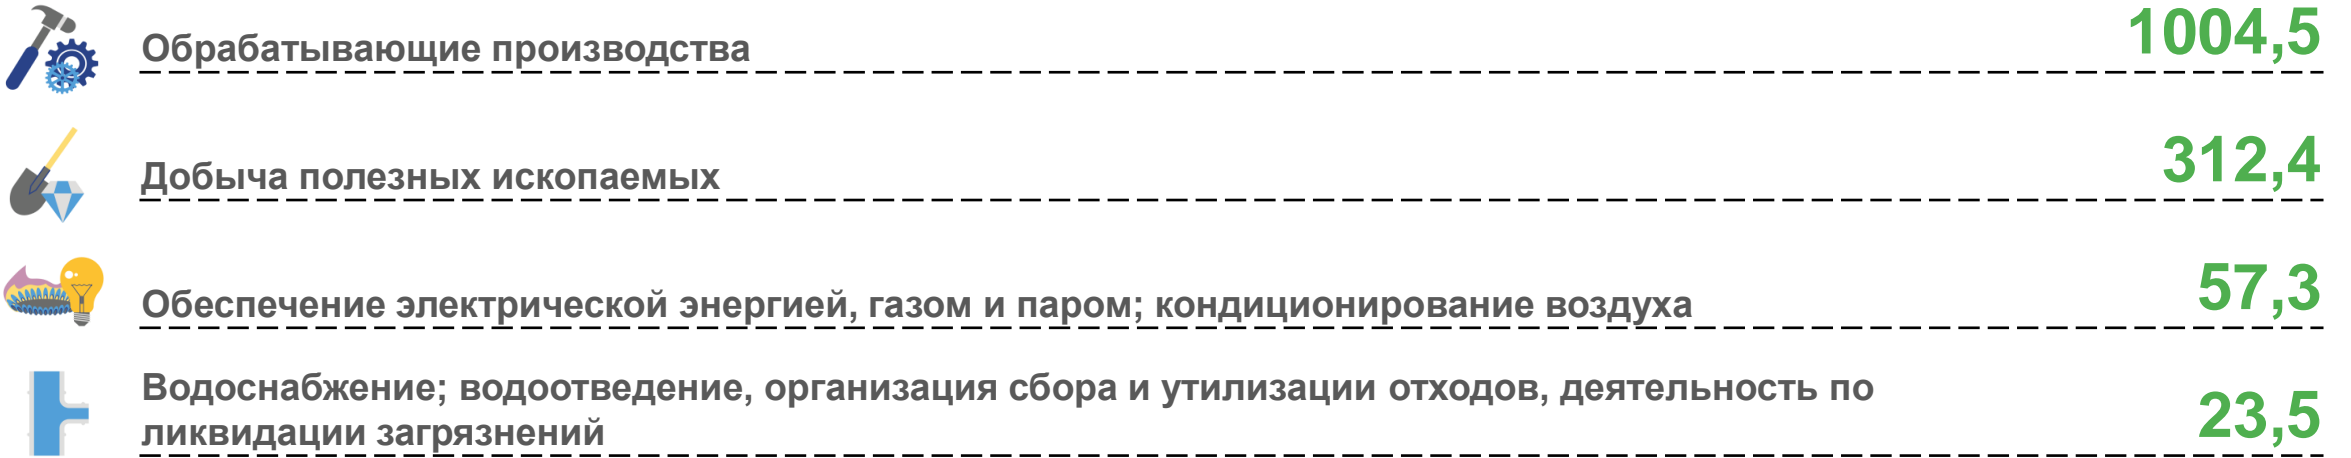 Обрабатывающие производства 1004,5
Добыча полезных ископаемых 312,4
Обеспечение электрической энергией, газом и паром; кондиционирование воздуха 57,3
Водоснабжение; водоотведение, организация сбора и утилизации отходов, деятельность по
ликвидации загрязнений 23,5